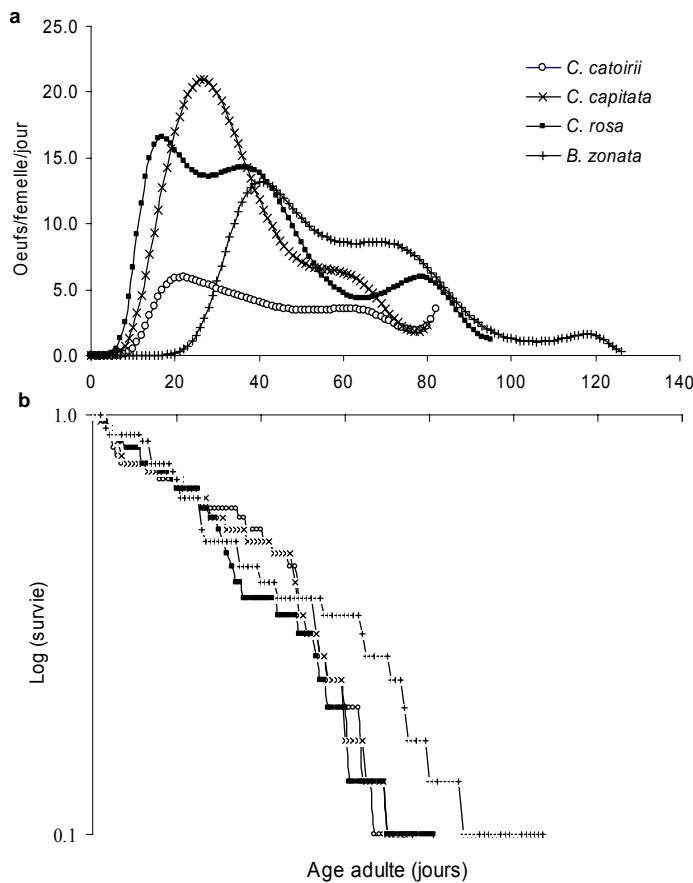 a
25.0
20.0
15.0
10.0
5.0
0.0
Oeufs/femelle/jour
C. catoirii
C. capitata
C. rosa
B. zonata
0 20 40 60 80 100 120 140
b
1.0
0.1
Log (survie)
Age adulte (jours)